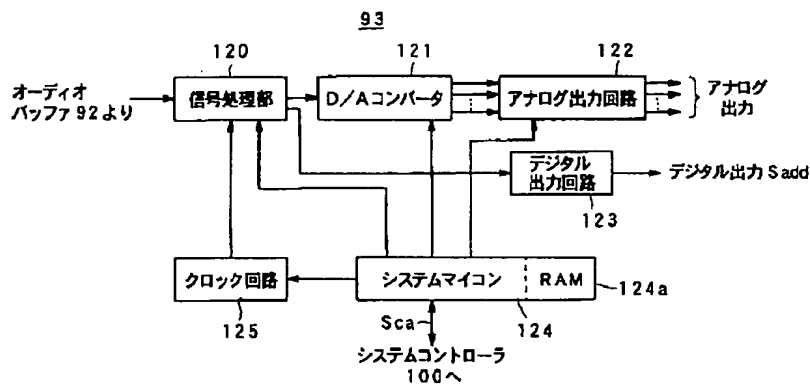 93
120
121
122
オーディオ
バッファ92より
信号処理部
D/Aコンバータ
アナログ出力回路
アナログ
出力
デジタル
出力回路
デジタル出力 Sadd
123
クロック回路
システムマイコン
RAM
124a
125
Sca
124
システムコントローラ
100へ